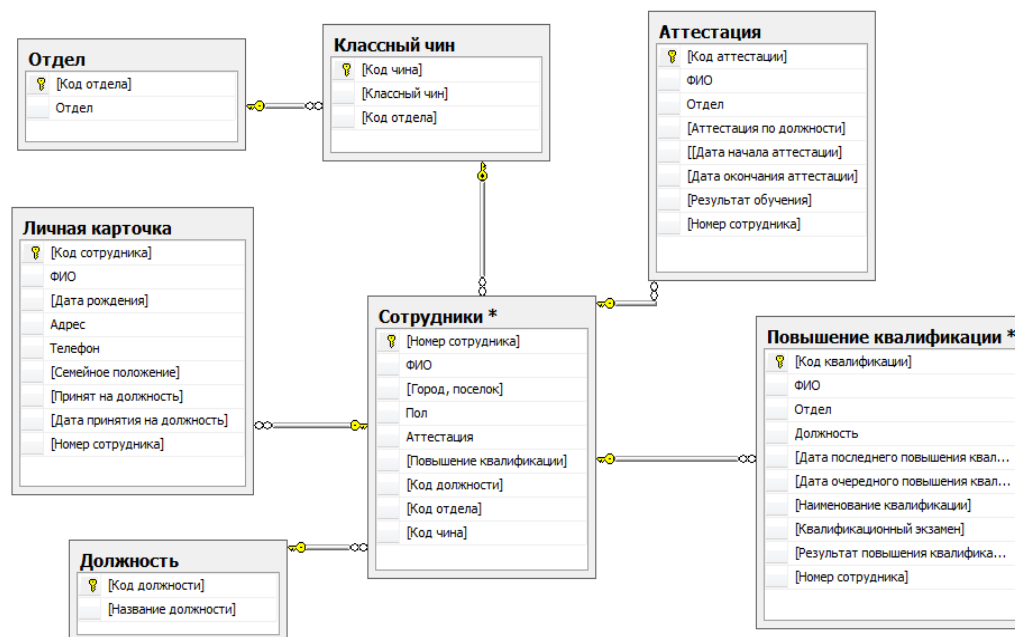 Отдел
[Код отдела]
Отдел
Классный чин
[Код чина]
[Классный чин]
[Код отдела]
Аттестация
[Код аттестации]
ФИО
Отдел
[Аттестация по должности]
[[Дата начала аттестации]
[Дата окончания аттестации]
[Результат обучения]
[Номер сотрудника]
Личная карточка
[Код сотрудника]
ФИО
[Дата рождения]
Адрес
Телефон
[Семейное положение]
[Принят на должность]
[Дата принятия на должность]
[Номер сотрудника]
Сотрудники *
[Номер сотрудника]
ФИО
[Город, поселок]
Пол
Аттестация
[Повышение квалификации]
[Код должности]
[Код отдела]
[Код чина]
Повышение квалификации *
[Код квалификации]
ФИО
Отдел
Должность
[Дата последнего повышения квал...
[Дата очередного повышения квал...
[Наименование квалификации]
[Квалификационный экзамен]
[Результат повышения квалифика...
[Номер сотрудника]
Должность
[Код должности]
[Название должности]